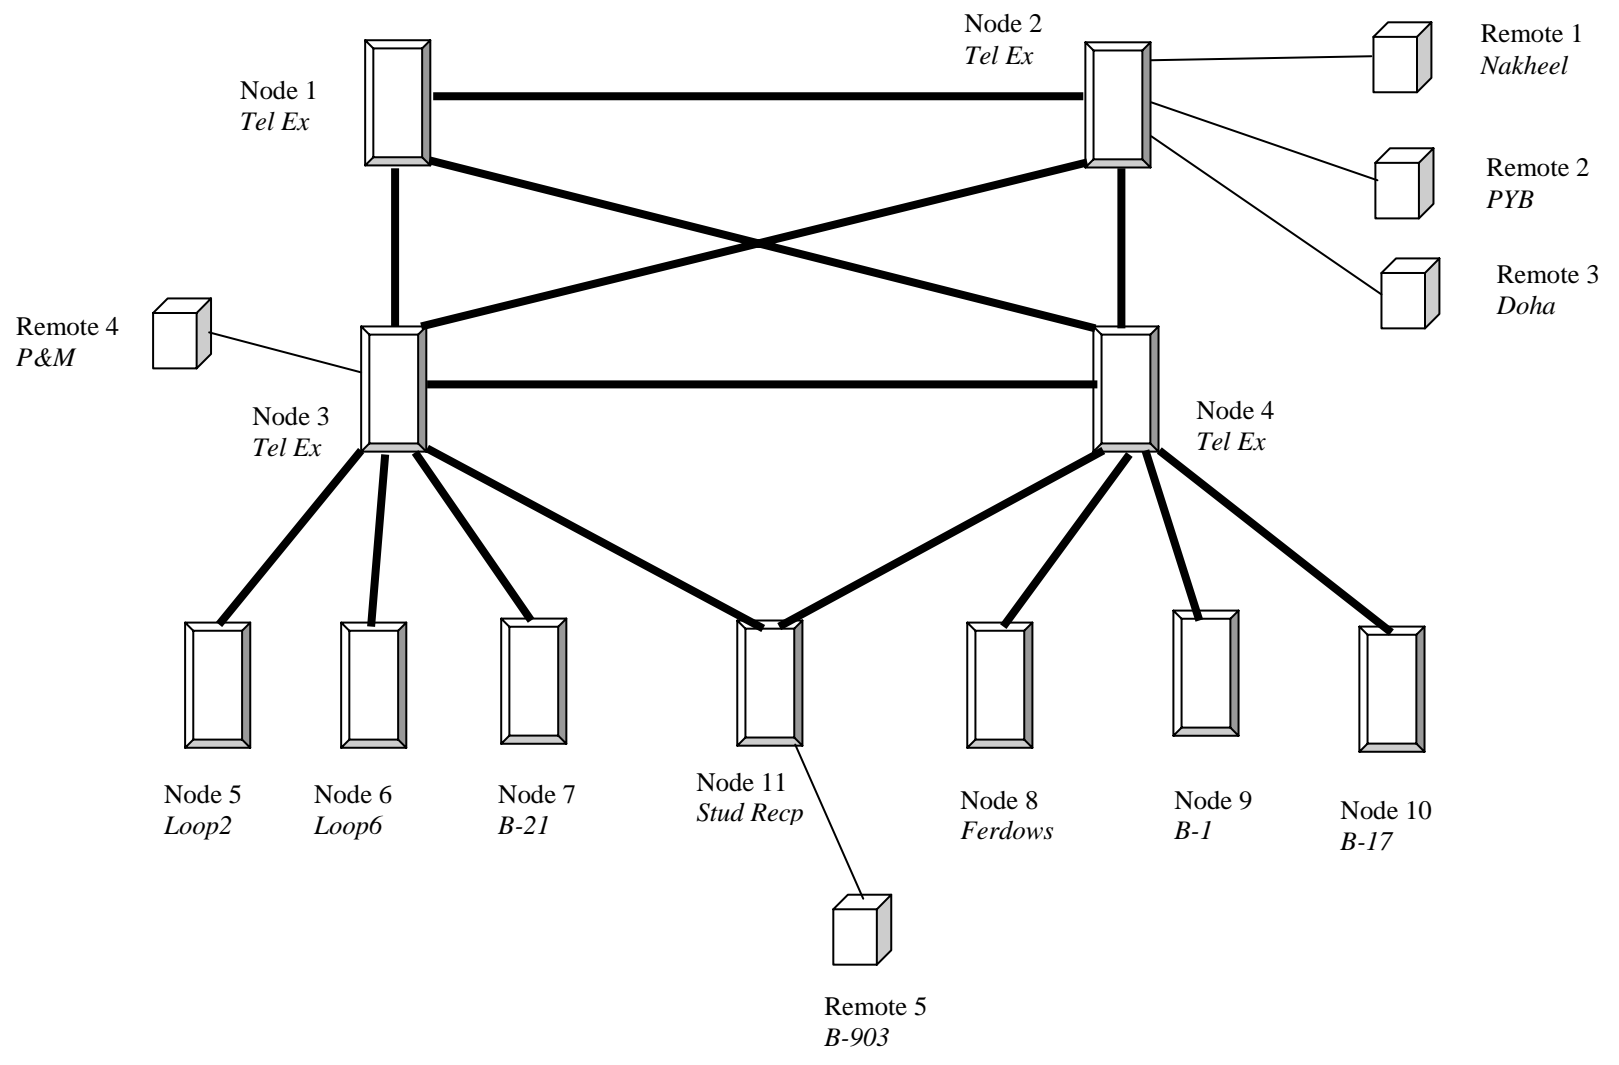 Node 2
Tel Ex
Remote 1
Nakheel
Node 1
Tel Ex
Remote 2
PYB
Remote 3
Doha
Remote 4
P&M
Node 3
Tel Ex
Node 4
Tel Ex
Node 5
Loop2
Node 6
Loop6
Node 7
B-21
Node 11
Stud Recp
Node 8
Ferdows
Node 9
B-1
Node 10
B-17
Remote 5
B-903